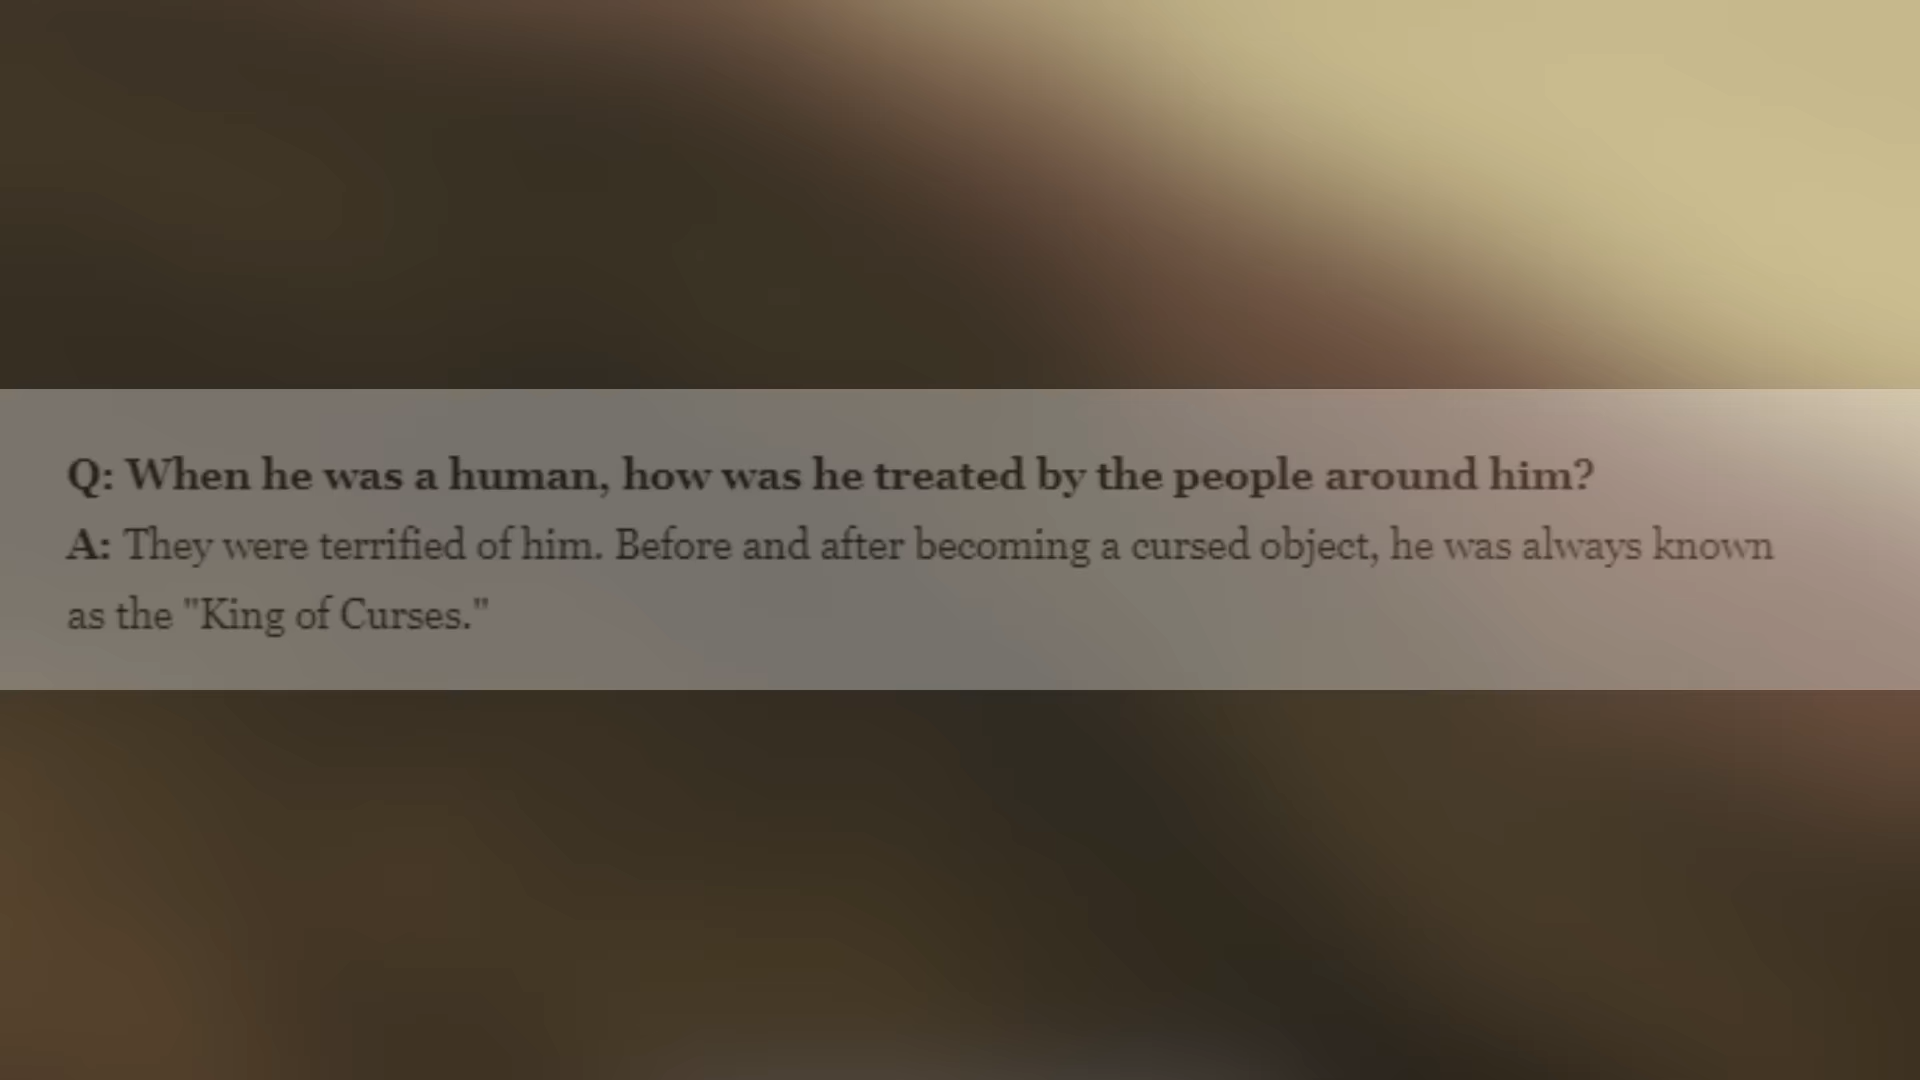 Q: When he was a human, how was he treated by the people around him?
A: They were terrified of him. Before and after becoming a cursed object, he was always known
as the "King of Curses."